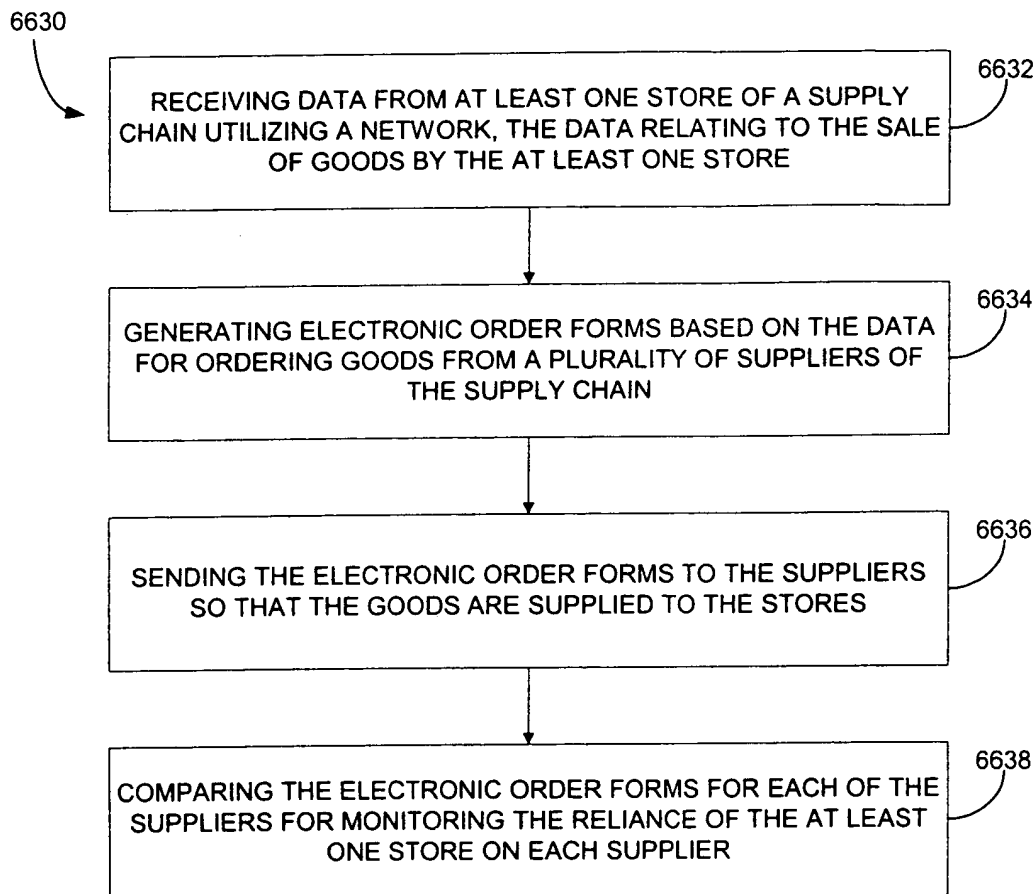 6630
6632
RECEIVING DATA FROM AT LEAST ONE STORE OF A SUPPLY
CHAIN UTILIZING A NETWORK, THE DATA RELATING TO THE SALE
OF GOODS BY THE AT LEAST ONE STORE
6634
GENERATING ELECTRONIC ORDER FORMS BASED ON THE DATA
FOR ORDERING GOODS FROM A PLURALITY OF SUPPLIERS OF
THE SUPPLY CHAIN
6636
SENDING THE ELECTRONIC ORDER FORMS TO THE SUPPLIERS
SO THAT THE GOODS ARE SUPPLIED TO THE STORES
6638
COMPARING THE ELECTRONIC ORDER FORMS FOR EACH OF THE
SUPPLIERS FOR MONITORING THE RELIANCE OF THE AT LEAST
ONE STORE ON EACH SUPPLIER